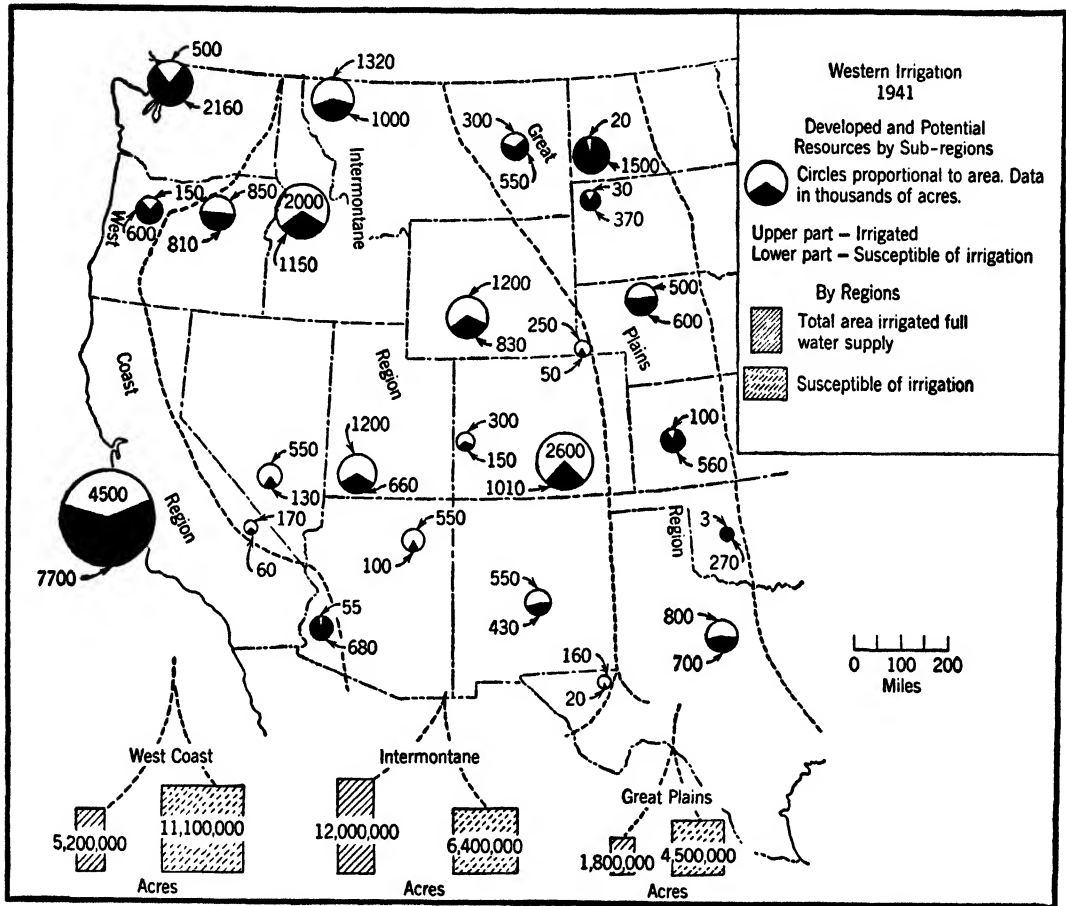 Western Irrigation
1941
Developed and Potential
Resources by Sub-regions
Circles proportional to area. Data
in thousands of acres.
Upper part – Irrigated
Lower part – Susceptible of irrigation
By Regions
Total area irrigated full
water supply
Susceptible of irrigation
500
2160
1320
1000
300
550
Great
20
1500
30
370
150
600
West
850
810
2000
1150
Intermontane
1200
830
500
600
250
50
Plains
Coast
Region
300
150
2600
1010
100
560
550
130
1200
660
4500
7700
Region
170
60
550
100
Region
3
270
55
680
550
430
800
700
160
20
0 100 200
Miles
West Coast
5,200,000
11,100,000
Acres
Intermontane
12,000,000
6,400,000
Acres
Great Plains
1,800,000
4,500,000
Acres